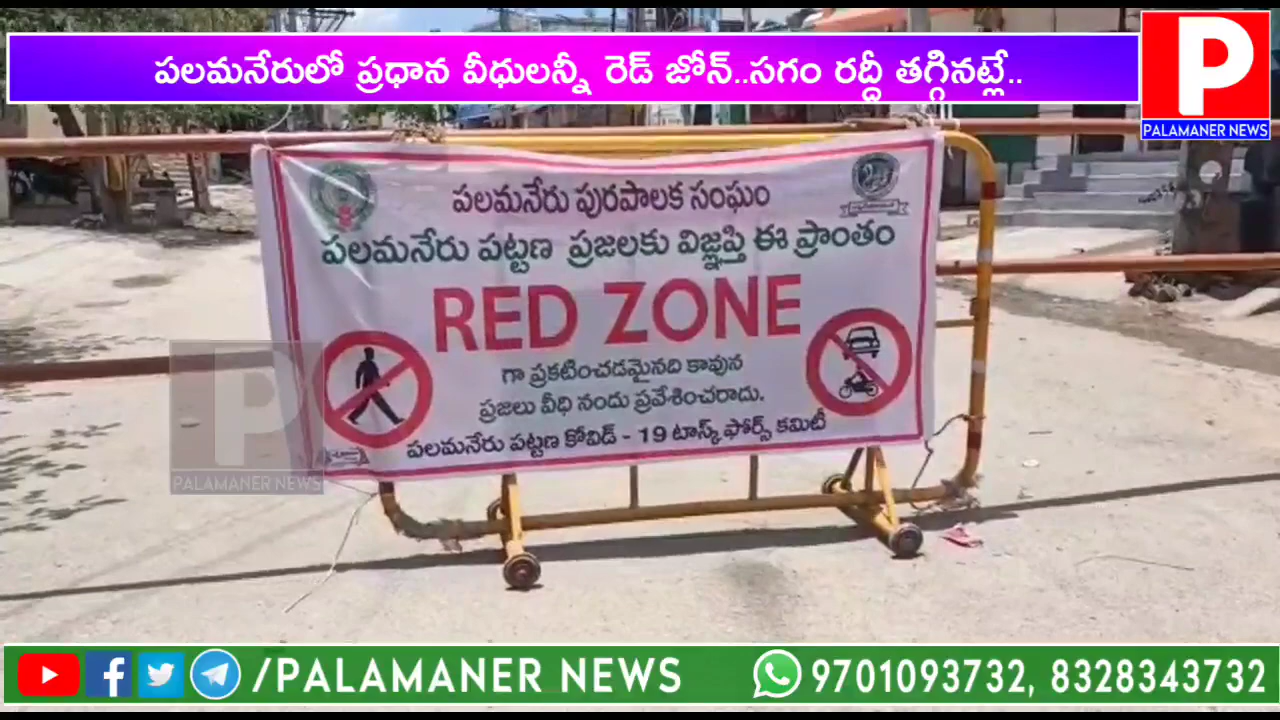 పలమనేరులో ప్రధాన వీధులన్నీ రెడ్ జోన్..సగం రద్దీ తగ్గినట్లే..
P
PALAMANER NEWS
పలమనేరు పురపాలక సంఘం
పలమనేరు పట్టణ ప్రజలకు విజ్ఞప్తి ఈ ప్రాంతం
RED ZONE
గా ప్రకటించడమైనది కావున
ప్రజలు వీధి నందు ప్రవేశించరాదు.
పలమనేరు పట్టణ కోవిడ్ - 19 టాస్క్ ఫోర్స్ కమిటీ
P
PALAMANER NEWS
/PALAMANER NEWS
9701093732, 8328343732